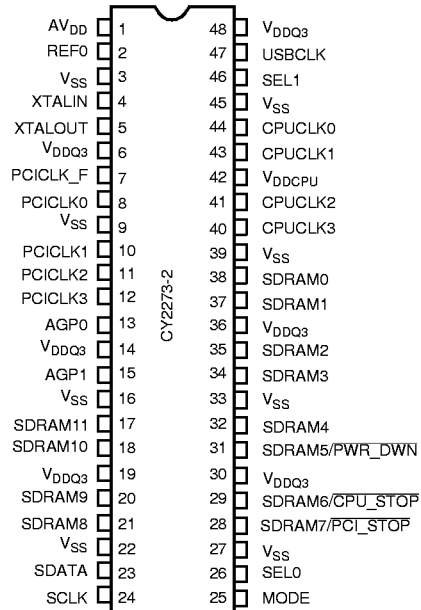 AVDD 1 48 VDDQ3
REF0 2 47 USBCLK
VSS 3 46 SEL1
XTALIN 4 45 VSS
XTALOUT 5 44 CPUCLK0
VDDQ3 6 43 CPUCLK1
PCICLK_F 7 42 VDDCPU
PCICLK0 8 41 CPUCLK2
VSS 9 40 CPUCLK3
PCICLK1 10 39 VSS
PCICLK2 11 38 SDRAM0
PCICLK3 12 37 SDRAM1
AGP0 13 36 VDDQ3
VDDQ3 14 35 SDRAM2
AGP1 15 34 SDRAM3
VSS 16 33 VSS
SDRAM11 17 32 SDRAM4
SDRAM10 18 31 SDRAM5/PWR_DWN
VDDQ3 19 30 VDDQ3
SDRAM9 20 29 SDRAM6/CPU_STOP
SDRAM8 21 28 SDRAM7/PCI_STOP
VSS 22 27 VSS
SDATA 23 26 SEL0
SCLK 24 25 MODE
CY2273-2